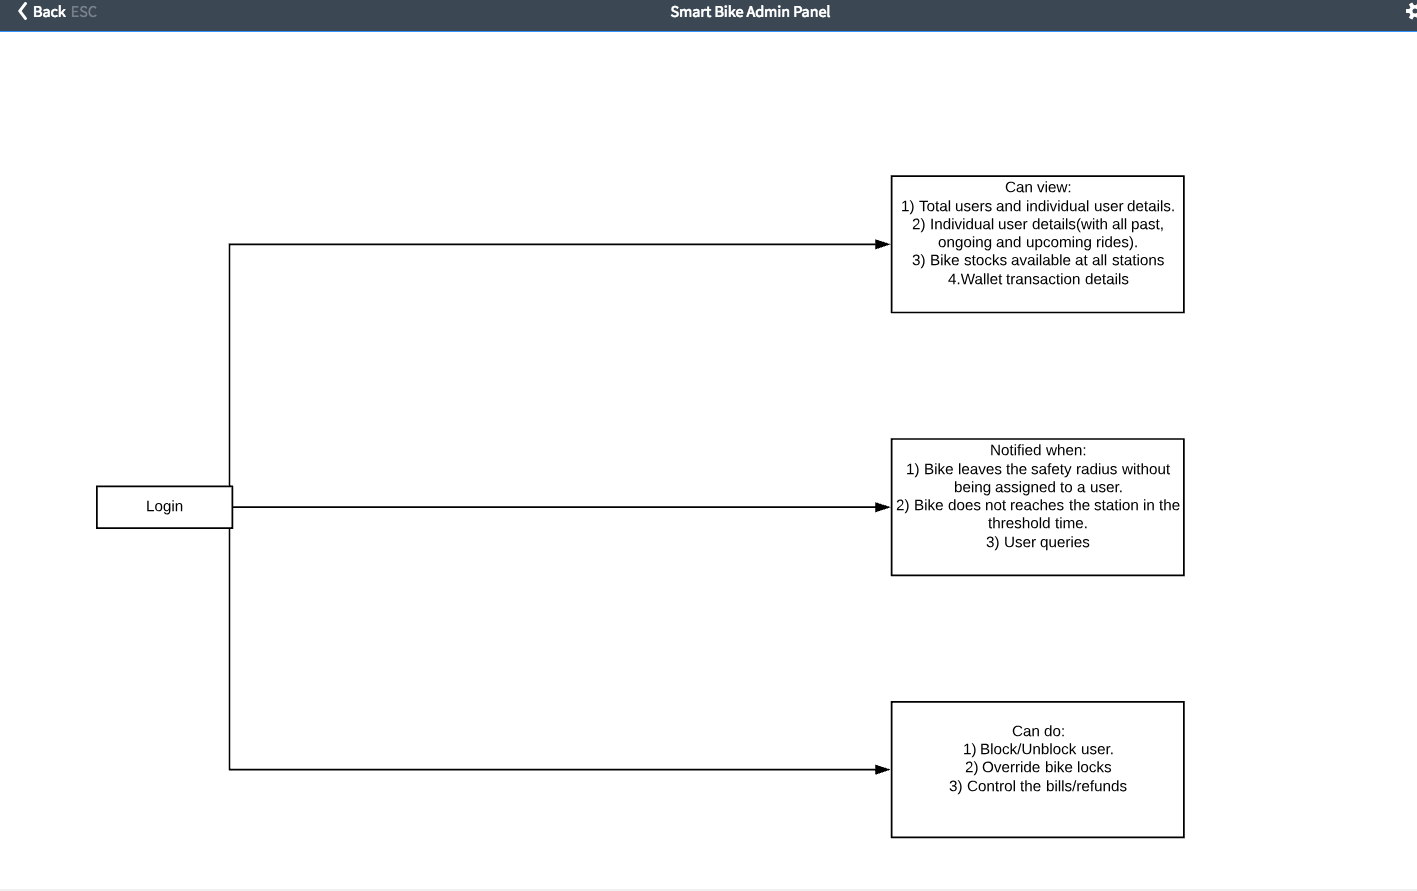 Back ESC
Smart Bike Admin Panel
Can view:
1) Total users and individual user details.
2) Individual user details(with all past,
ongoing and upcoming rides).
3) Bike stocks available at all stations
4.Wallet transaction details
Login
Notified when:
1) Bike leaves the safety radius without
being assigned to a user.
2) Bike does not reaches the station in the
threshold time.
3) User queries
Can do:
1) Block/Unblock user.
2) Override bike locks
3) Control the bills/refunds